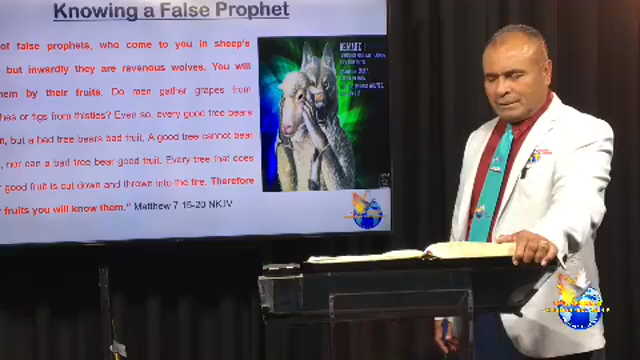 Knowing a False Prophet
of false prophets, who come to you in sheep's
but inwardly they are ravenous wolves. You will
them by their fruits. Do men gather grapes from
or figs from thistles? Even so, every good tree bears
but a bad tree bears bad fruit. A good tree cannot bear
, nor can a bad tree bear good fruit. Every tree that does
good fruit is cut down and thrown into the fire. Therefore
fruits you will know them." Matthew 7:15-20 NKJV